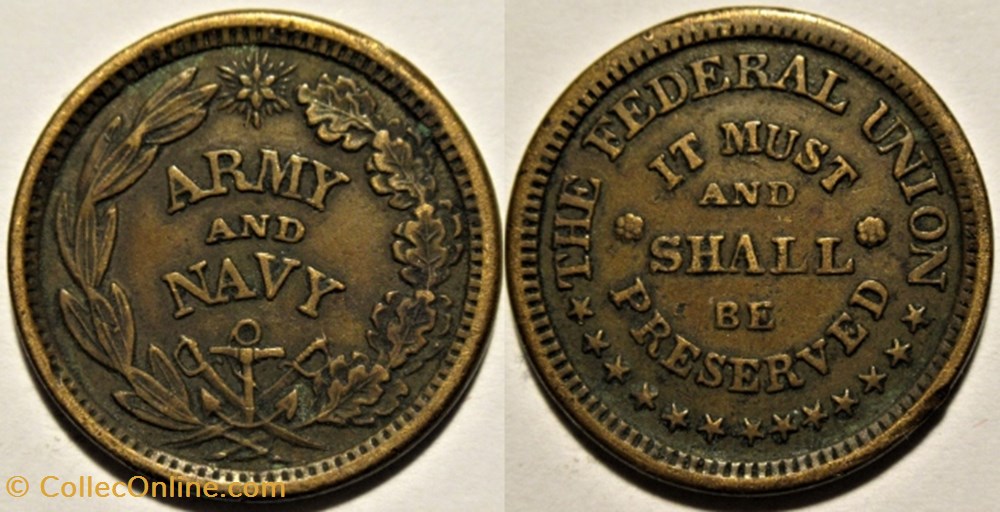 ARMY
AND
NAVY
THE FEDERAL UNION
IT MUST
AND
SHALL
BE
PRESERVED
© CollecOnline.com